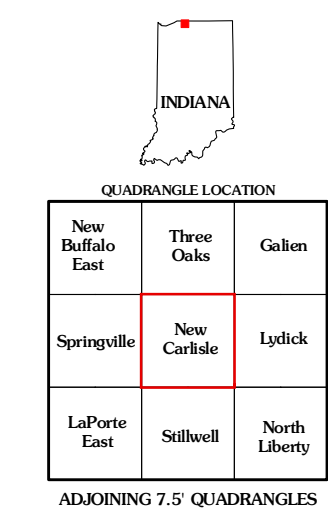 INDIANA
QUADRANGLE LOCATION
New
Buffalo
East
Three
Oaks
Galien
Springville
New
Carlisle
Lydick
LaPorte
East
Stillwell
North
Liberty
ADJOINING 7.5' QUADRANGLES